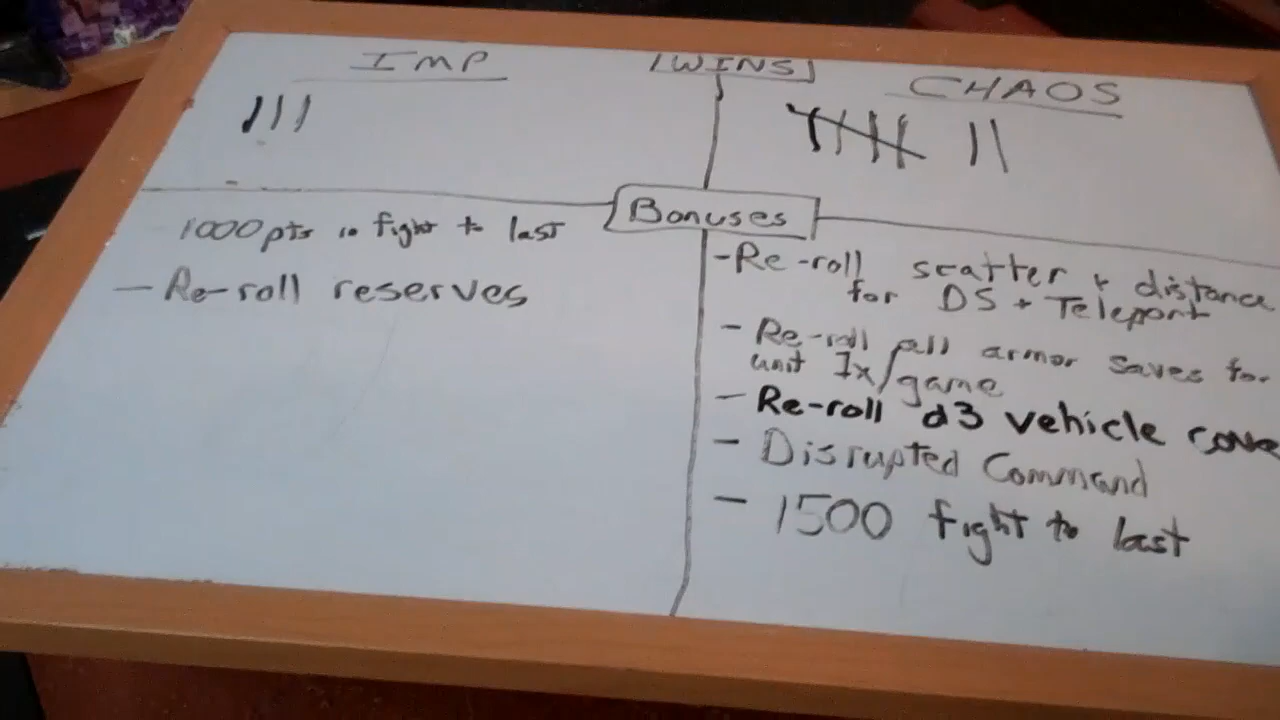 IMP
WINS
CHAOS
Bonuses
1000pts in fight to last
- Re-roll reserves
- Re-roll scatter + distance
for DS + Teleport
- Re-roll all armor saves for
unit 1x/game
- Re-roll d3 vehicle
- Disrupted Command
- 1500 fight to last